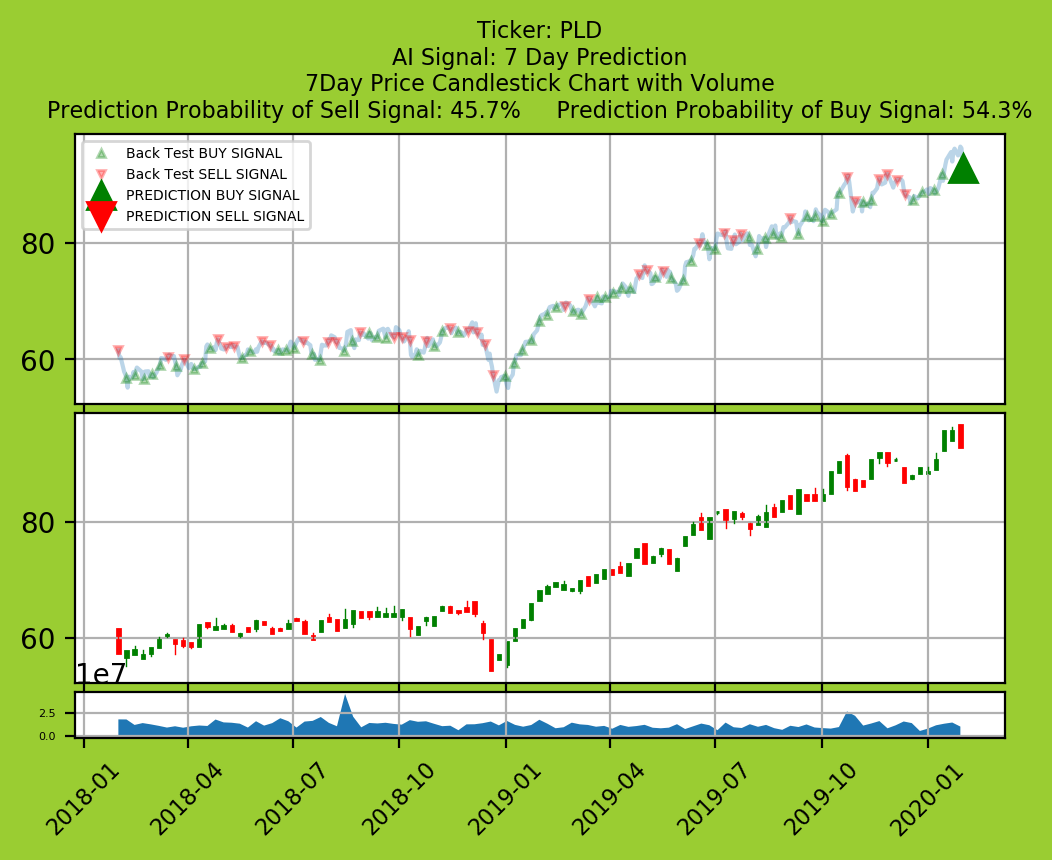 Ticker: PLD
AI Signal: 7 Day Prediction
7Day Price Candlestick Chart with Volume
Prediction Probability of Sell Signal: 45.7%     Prediction Probability of Buy Signal: 54.3%
Back Test BUY SIGNAL
Back Test SELL SIGNAL
PREDICTION BUY SIGNAL
PREDICTION SELL SIGNAL
80
60
80
60
1e7
2.5
0.0
2018-01
2018-04
2018-07
2018-10
2019-01
2019-04
2019-07
2019-10
2020-01